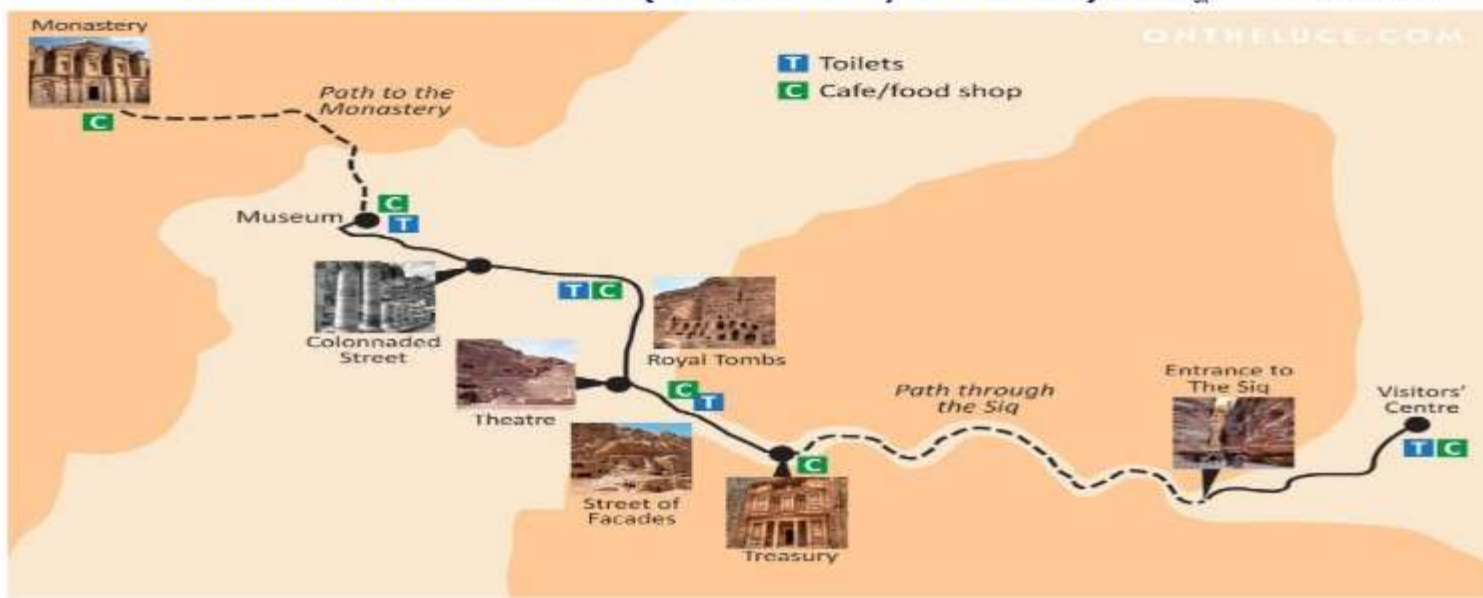 ONTHELUCE.COM
Monastery
C
Path to the
Monastery
T Toilets
C Cafe/food shop
Museum
C
T
Colonnaded
Street
T C
Royal Tombs
Theatre
C
T
Street of
Facades
C
Treasury
Path through
the Siq
Entrance to
The Siq
Visitors'
Centre
T C